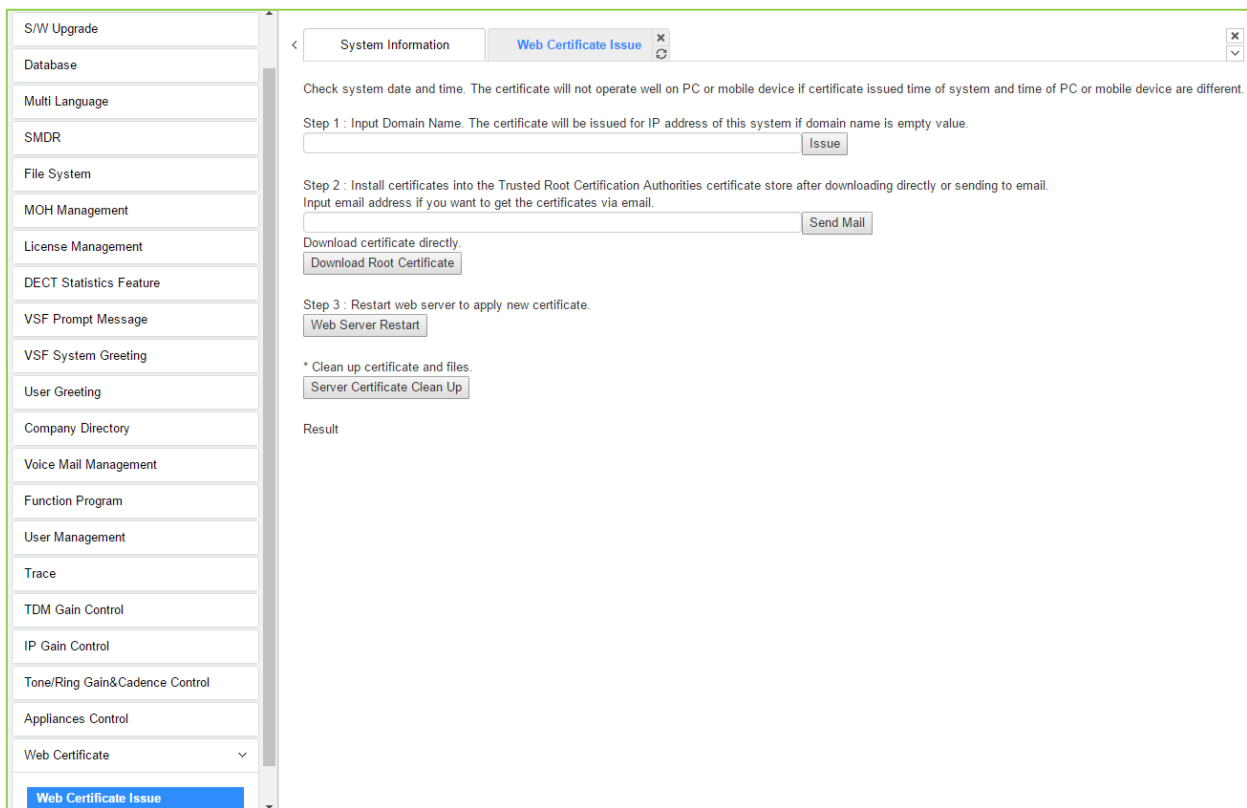 S/W Upgrade
Database
Multi Language
SMDR
File System
MOH Management
License Management
DECT Statistics Feature
VSF Prompt Message
VSF System Greeting
User Greeting
Company Directory
Voice Mail Management
Function Program
User Management
Trace
TDM Gain Control
IP Gain Control
Tone/Ring Gain&Cadence Control
Appliances Control
Web Certificate
Web Certificate Issue
System Information
Web Certificate Issue
Check system date and time. The certificate will not operate well on PC or mobile device if certificate issued time of system and time of PC or mobile device are different.
Step 1 : Input Domain Name. The certificate will be issued for IP address of this system if domain name is empty value.
Issue
Step 2 : Install certificates into the Trusted Root Certification Authorities certificate store after downloading directly or sending to email.
Input email address if you want to get the certificates via email.
Send Mail
Download certificate directly.
Download Root Certificate
Step 3 : Restart web server to apply new certificate.
Web Server Restart
* Clean up certificate and files.
Server Certificate Clean Up
Result